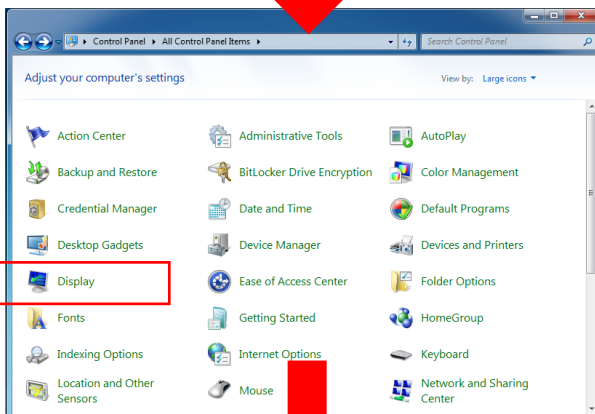 Control Panel All Control Panel Items Search Control Panel
Adjust your computer's settings View by: Large icons
Action Center Administrative Tools AutoPlay
Backup and Restore BitLocker Drive Encryption Color Management
Credential Manager Date and Time Default Programs
Desktop Gadgets Device Manager Devices and Printers
Display Ease of Access Center Folder Options
Fonts Getting Started HomeGroup
Indexing Options Internet Options Keyboard
Location and Other Sensors Mouse Network and Sharing Center